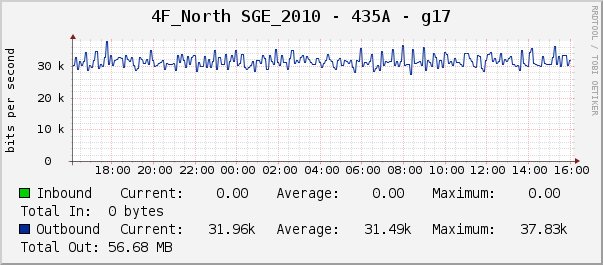 4F_North SGE_2010 - 435A - g17
RRDTOOL / TOBI OETIKER
bits per second
30 k
20 k
10 k
0
18:00 20:00 22:00 00:00 02:00 04:00 06:00 08:00 10:00 12:00 14:00 16:00
Inbound Current: 0.00 Average: 0.00 Maximum: 0.00
Total In: 0 bytes
Outbound Current: 31.96k Average: 31.49k Maximum: 37.83k
Total Out: 56.68 MB